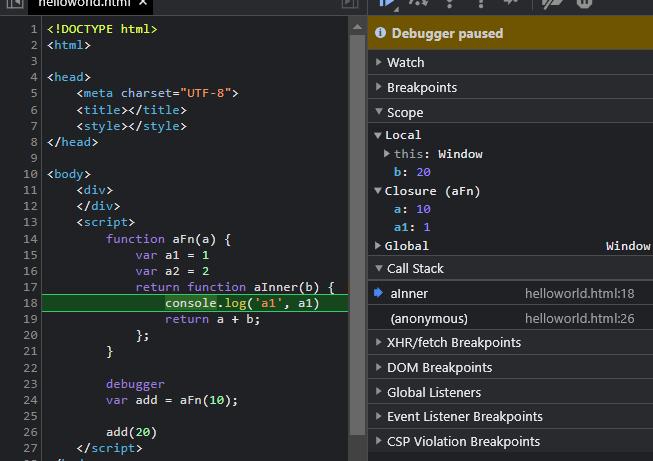 helloworld.html ×
1 <!DOCTYPE html>
2 <html>
3
4 <head>
5     <meta charset="UTF-8">
6     <title></title>
7     <style></style>
8 </head>
9
10 <body>
11     <div>
12     </div>
13     <script>
14         function aFn(a) {
15             var a1 = 1
16             var a2 = 2
17             return function aInner(b) {
18                 console.log('a1', a1)
19                 return a + b;
20             };
21         }
22
23         debugger
24         var add = aFn(10);
25
26         add(20)
27     </script>
Debugger paused
Watch
Breakpoints
Scope
Local
this: Window
b: 20
Closure (aFn)
a: 10
a1: 1
Global Window
Call Stack
aInner helloworld.html:18
(anonymous) helloworld.html:26
XHR/fetch Breakpoints
DOM Breakpoints
Global Listeners
Event Listener Breakpoints
CSP Violation Breakpoints